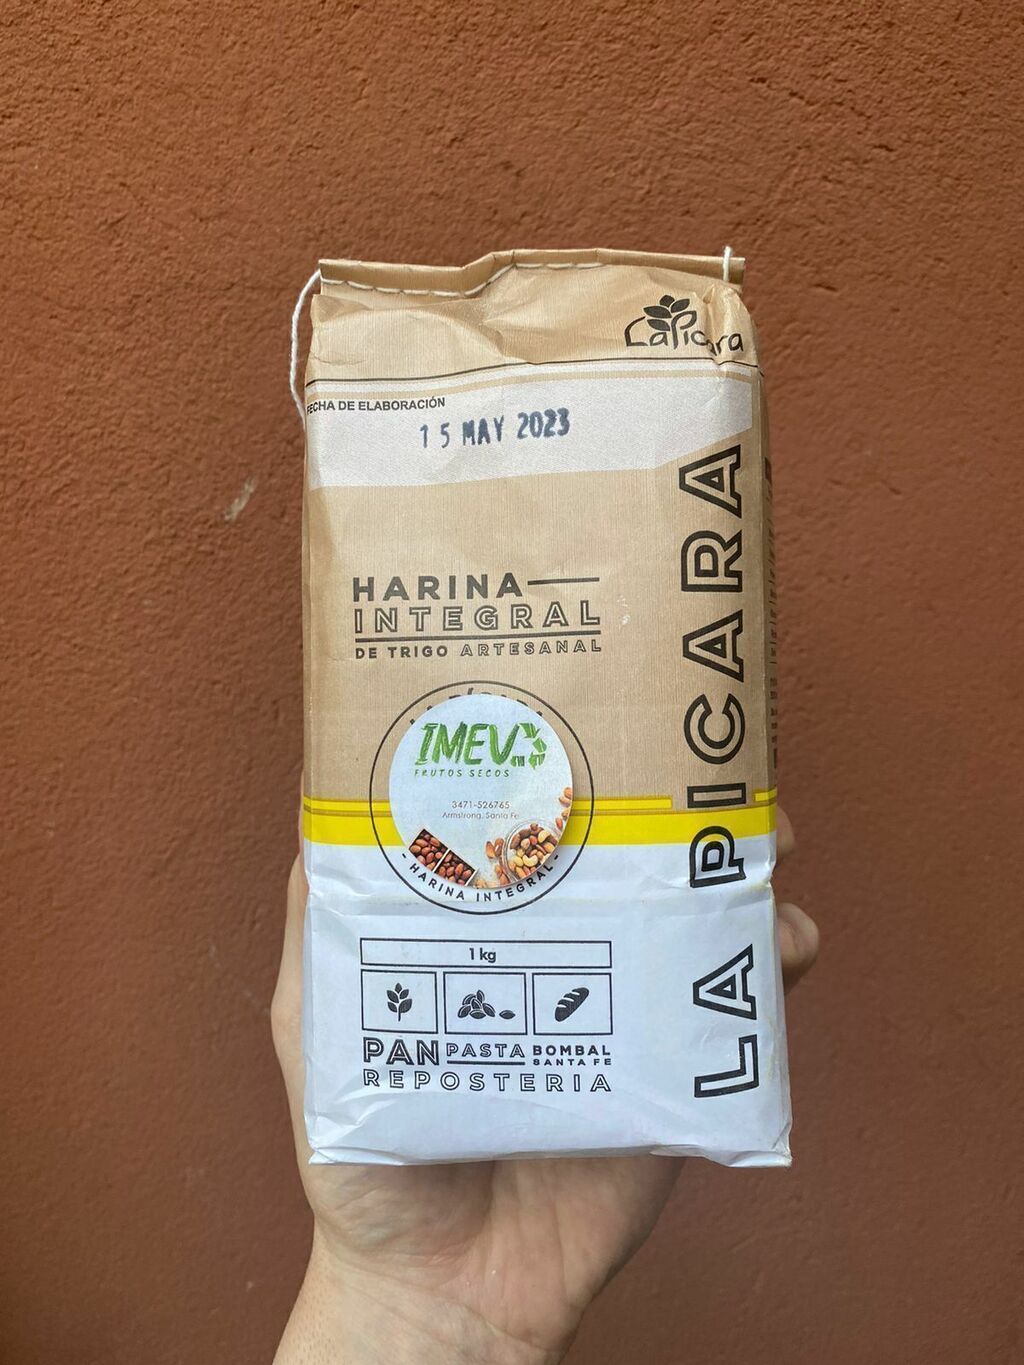 LaPicara
FECHA DE ELABORACIÓN
15 MAY 2023
HARINA
INTEGRAL
DE TRIGO ARTESANAL
LA PICARA
IMEV
FRUTOS SECOS
3471-526765
Armstrong, Santa Fe
- HARINA INTEGRAL -
1 kg
PAN PASTA BOMBAL
SANTA FE
REPOSTERIA